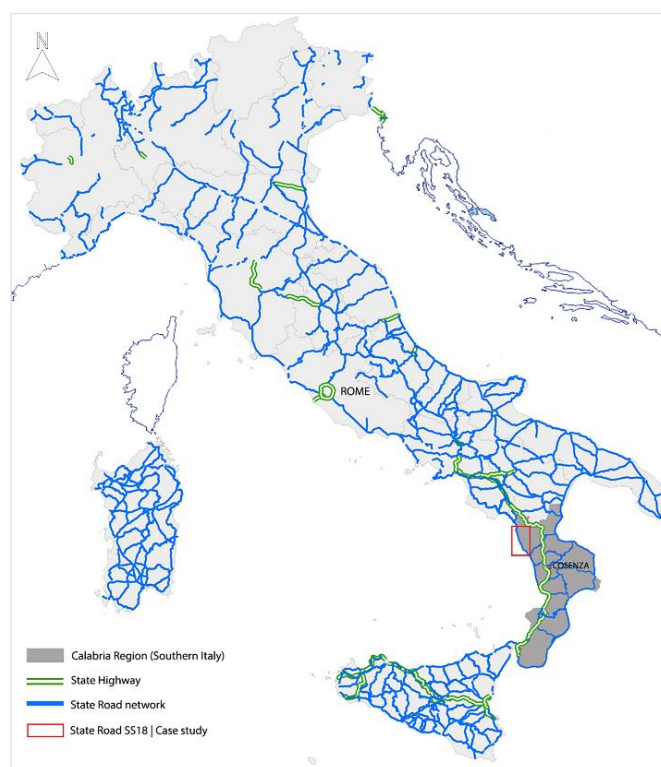 N
ROME
COSENZA
Calabria Region (Southern Italy)
State Highway
State Road network
State Road SS18 | Case study